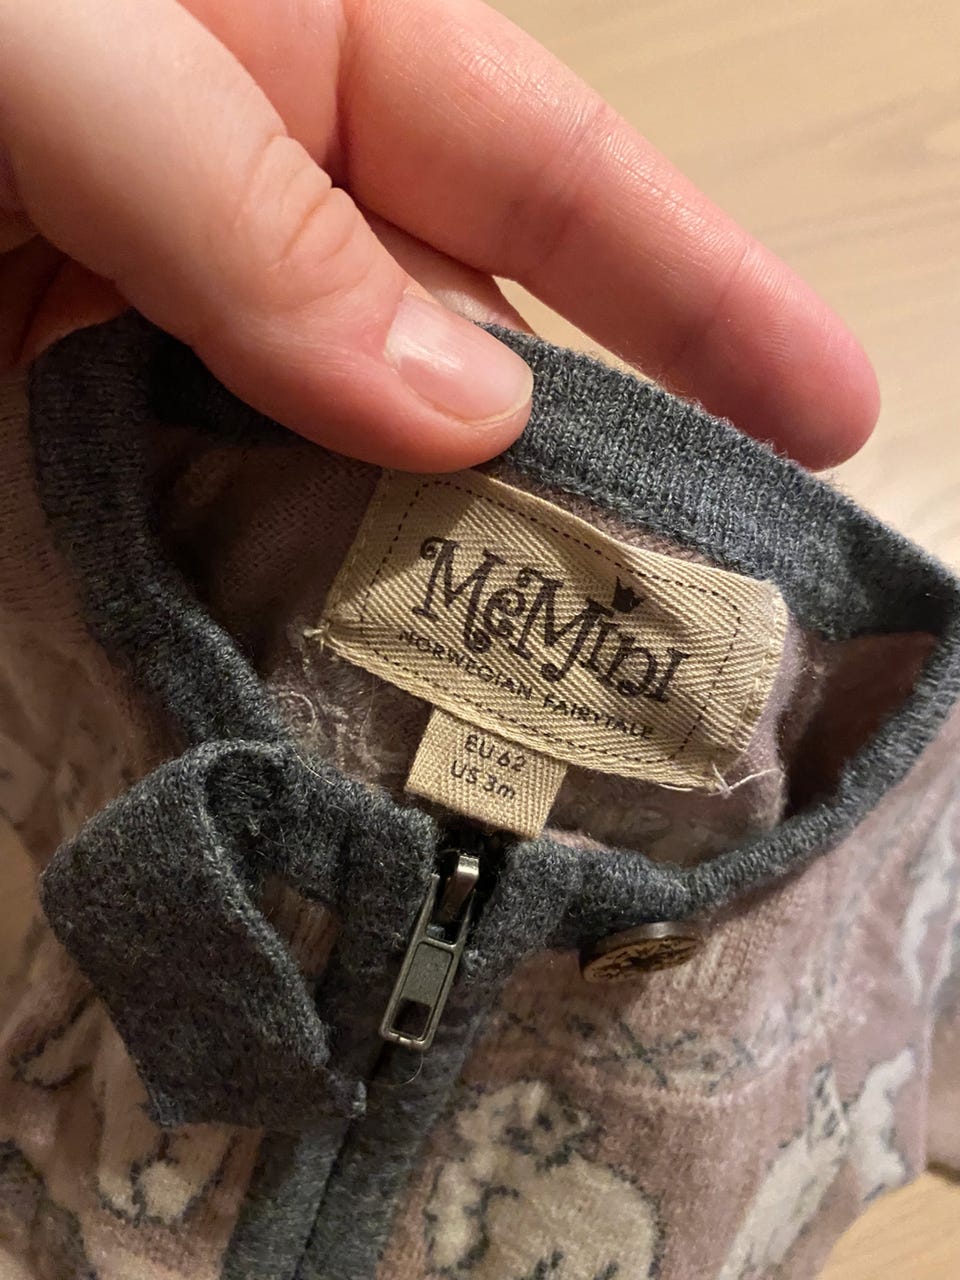 MeMini
NORWEGIAN FAIRYTALE
EU 62
US 3m